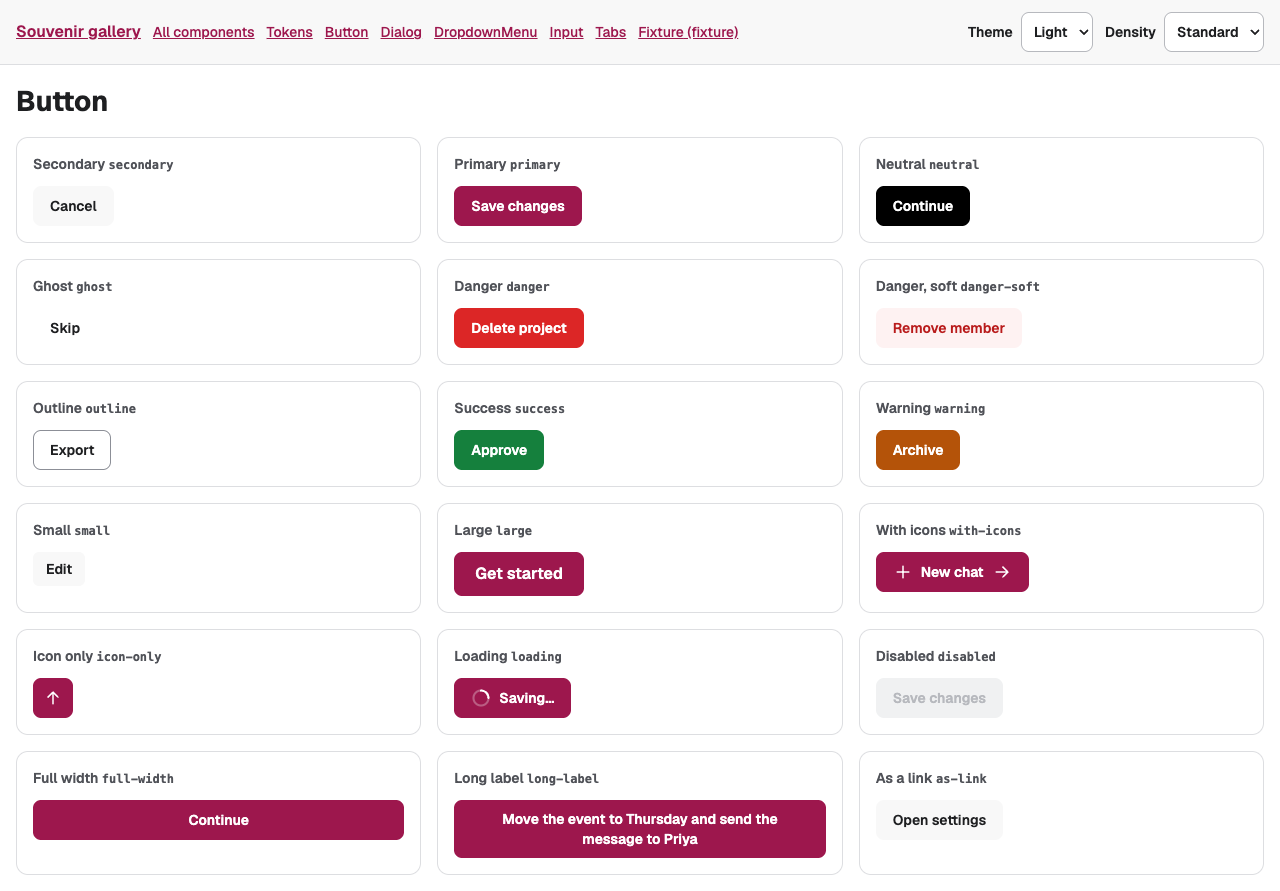 Souvenir gallery All components Tokens Button Dialog DropdownMenu Input Tabs Fixture (fixture) Theme Light Density Standard
Button
Secondary secondary
Cancel
Primary primary
Save changes
Neutral neutral
Continue
Ghost ghost
Skip
Danger danger
Delete project
Danger, soft danger-soft
Remove member
Outline outline
Export
Success success
Approve
Warning warning
Archive
Small small
Edit
Large large
Get started
With icons with-icons
New chat
Icon only icon-only
Loading loading
Saving...
Disabled disabled
Save changes
Full width full-width
Continue
Long label long-label
Move the event to Thursday and send the
message to Priya
As a link as-link
Open settings